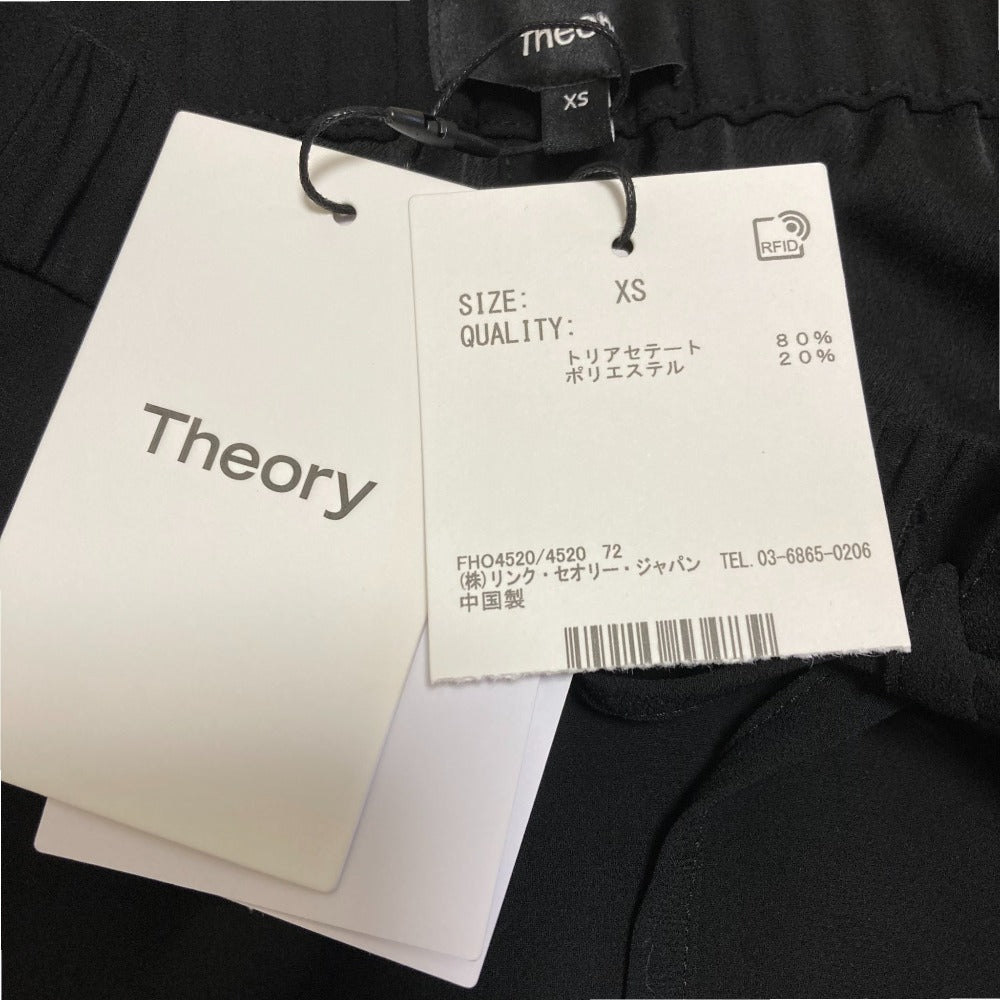 Theory
XS
Theory
RFID
SIZE: XS
QUALITY:
トリアセテート 80%
ポリエステル 20%
FHO4520/4520 72
(株)リンク・セオリー・ジャパン TEL. 03-6865-0206
中国製